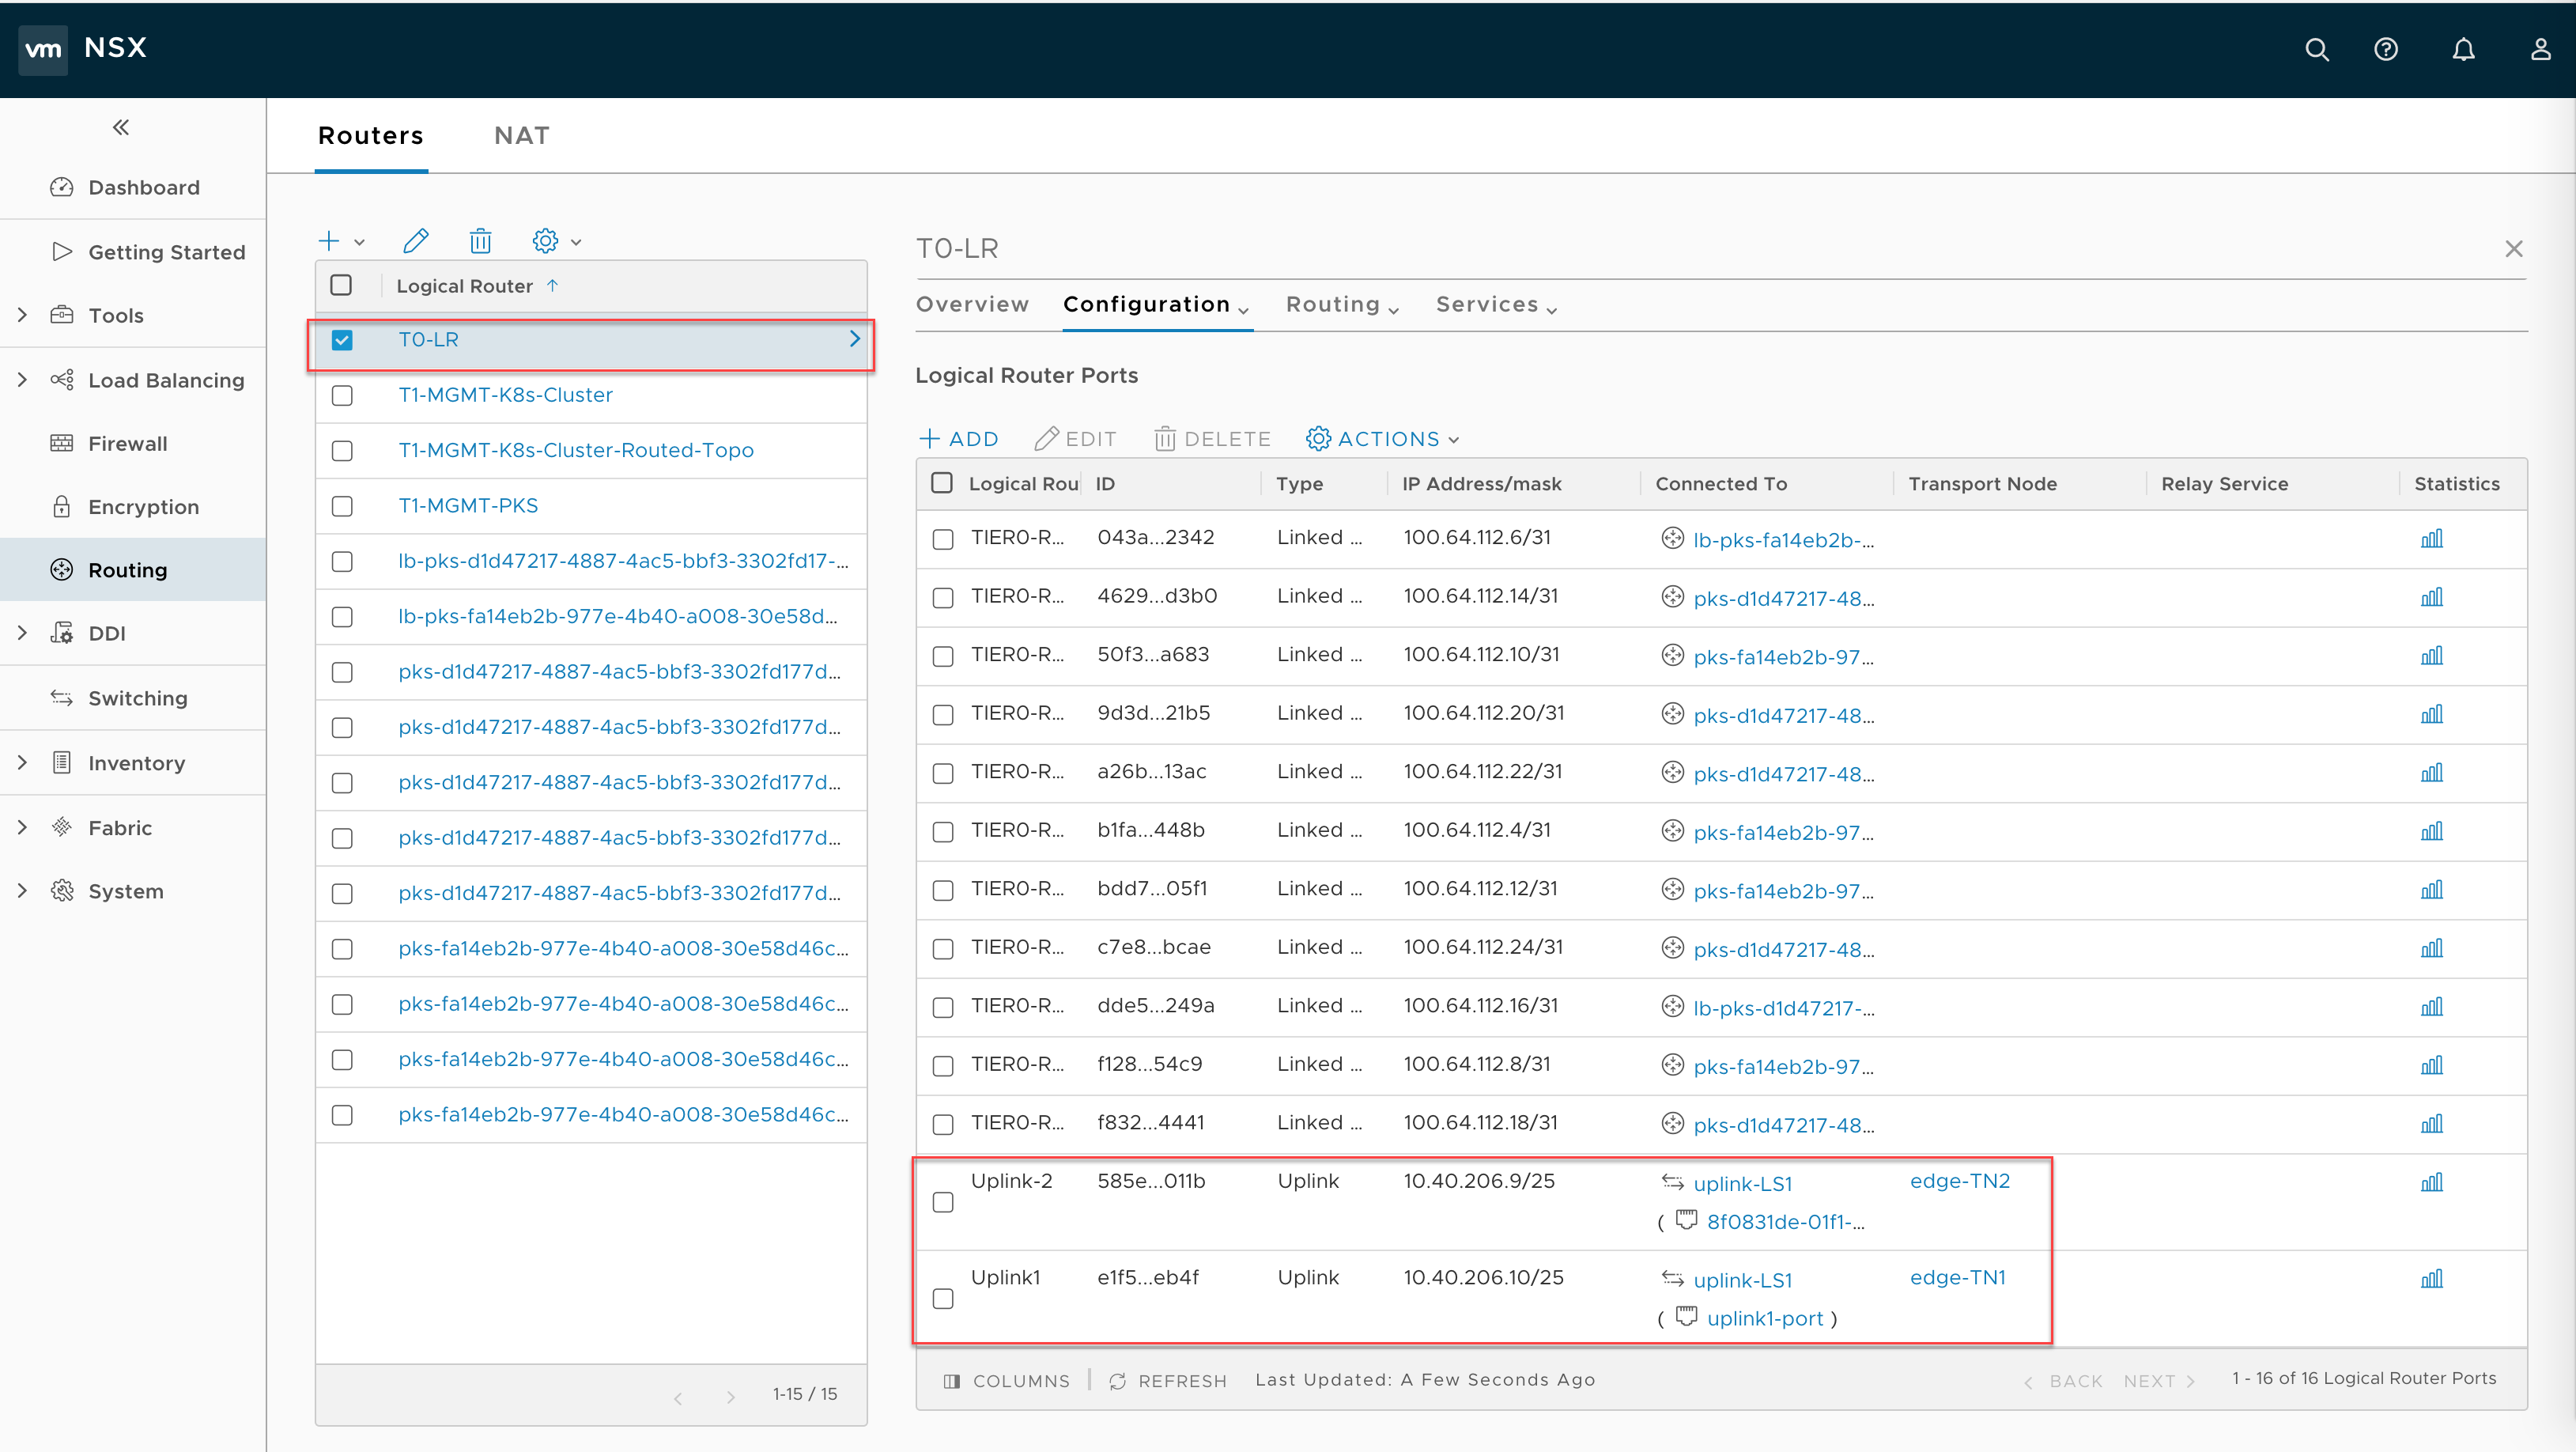 vm NSX
Routers NAT
Dashboard
Getting Started
Tools
Load Balancing
Firewall
Encryption
Routing
DDI
Switching
Inventory
Fabric
System
Logical Router ↑
T0-LR
T1-MGMT-K8s-Cluster
T1-MGMT-K8s-Cluster-Routed-Topo
T1-MGMT-PKS
lb-pks-d1d47217-4887-4ac5-bbf3-3302fd17-...
lb-pks-fa14eb2b-977e-4b40-a008-30e58d...
pks-d1d47217-4887-4ac5-bbf3-3302fd177d...
pks-d1d47217-4887-4ac5-bbf3-3302fd177d...
pks-d1d47217-4887-4ac5-bbf3-3302fd177d...
pks-d1d47217-4887-4ac5-bbf3-3302fd177d...
pks-d1d47217-4887-4ac5-bbf3-3302fd177d...
pks-fa14eb2b-977e-4b40-a008-30e58d46c...
pks-fa14eb2b-977e-4b40-a008-30e58d46c...
pks-fa14eb2b-977e-4b40-a008-30e58d46c...
pks-fa14eb2b-977e-4b40-a008-30e58d46c...
1-15 / 15
T0-LR
Overview Configuration Routing Services
Logical Router Ports
+ ADD EDIT DELETE ACTIONS
Logical Rou ID Type IP Address/mask Connected To Transport Node Relay Service Statistics
TIER0-R... 043a...2342 Linked ... 100.64.112.6/31 lb-pks-fa14eb2b-...
TIER0-R... 4629...d3b0 Linked ... 100.64.112.14/31 pks-d1d47217-48...
TIER0-R... 50f3...a683 Linked ... 100.64.112.10/31 pks-fa14eb2b-97...
TIER0-R... 9d3d...21b5 Linked ... 100.64.112.20/31 pks-d1d47217-48...
TIER0-R... a26b...13ac Linked ... 100.64.112.22/31 pks-d1d47217-48...
TIER0-R... b1fa...448b Linked ... 100.64.112.4/31 pks-fa14eb2b-97...
TIER0-R... bdd7...05f1 Linked ... 100.64.112.12/31 pks-fa14eb2b-97...
TIER0-R... c7e8...bcae Linked ... 100.64.112.24/31 pks-d1d47217-48...
TIER0-R... dde5...249a Linked ... 100.64.112.16/31 lb-pks-d1d47217-...
TIER0-R... f128...54c9 Linked ... 100.64.112.8/31 pks-fa14eb2b-97...
TIER0-R... f832...4441 Linked ... 100.64.112.18/31 pks-d1d47217-48...
Uplink-2 585e...011b Uplink 10.40.206.9/25 uplink-LS1 edge-TN2
( 8f0831de-01f1-...
Uplink1 e1f5...eb4f Uplink 10.40.206.10/25 uplink-LS1 edge-TN1
( uplink1-port )
COLUMNS REFRESH Last Updated: A Few Seconds Ago BACK NEXT 1 - 16 of 16 Logical Router Ports